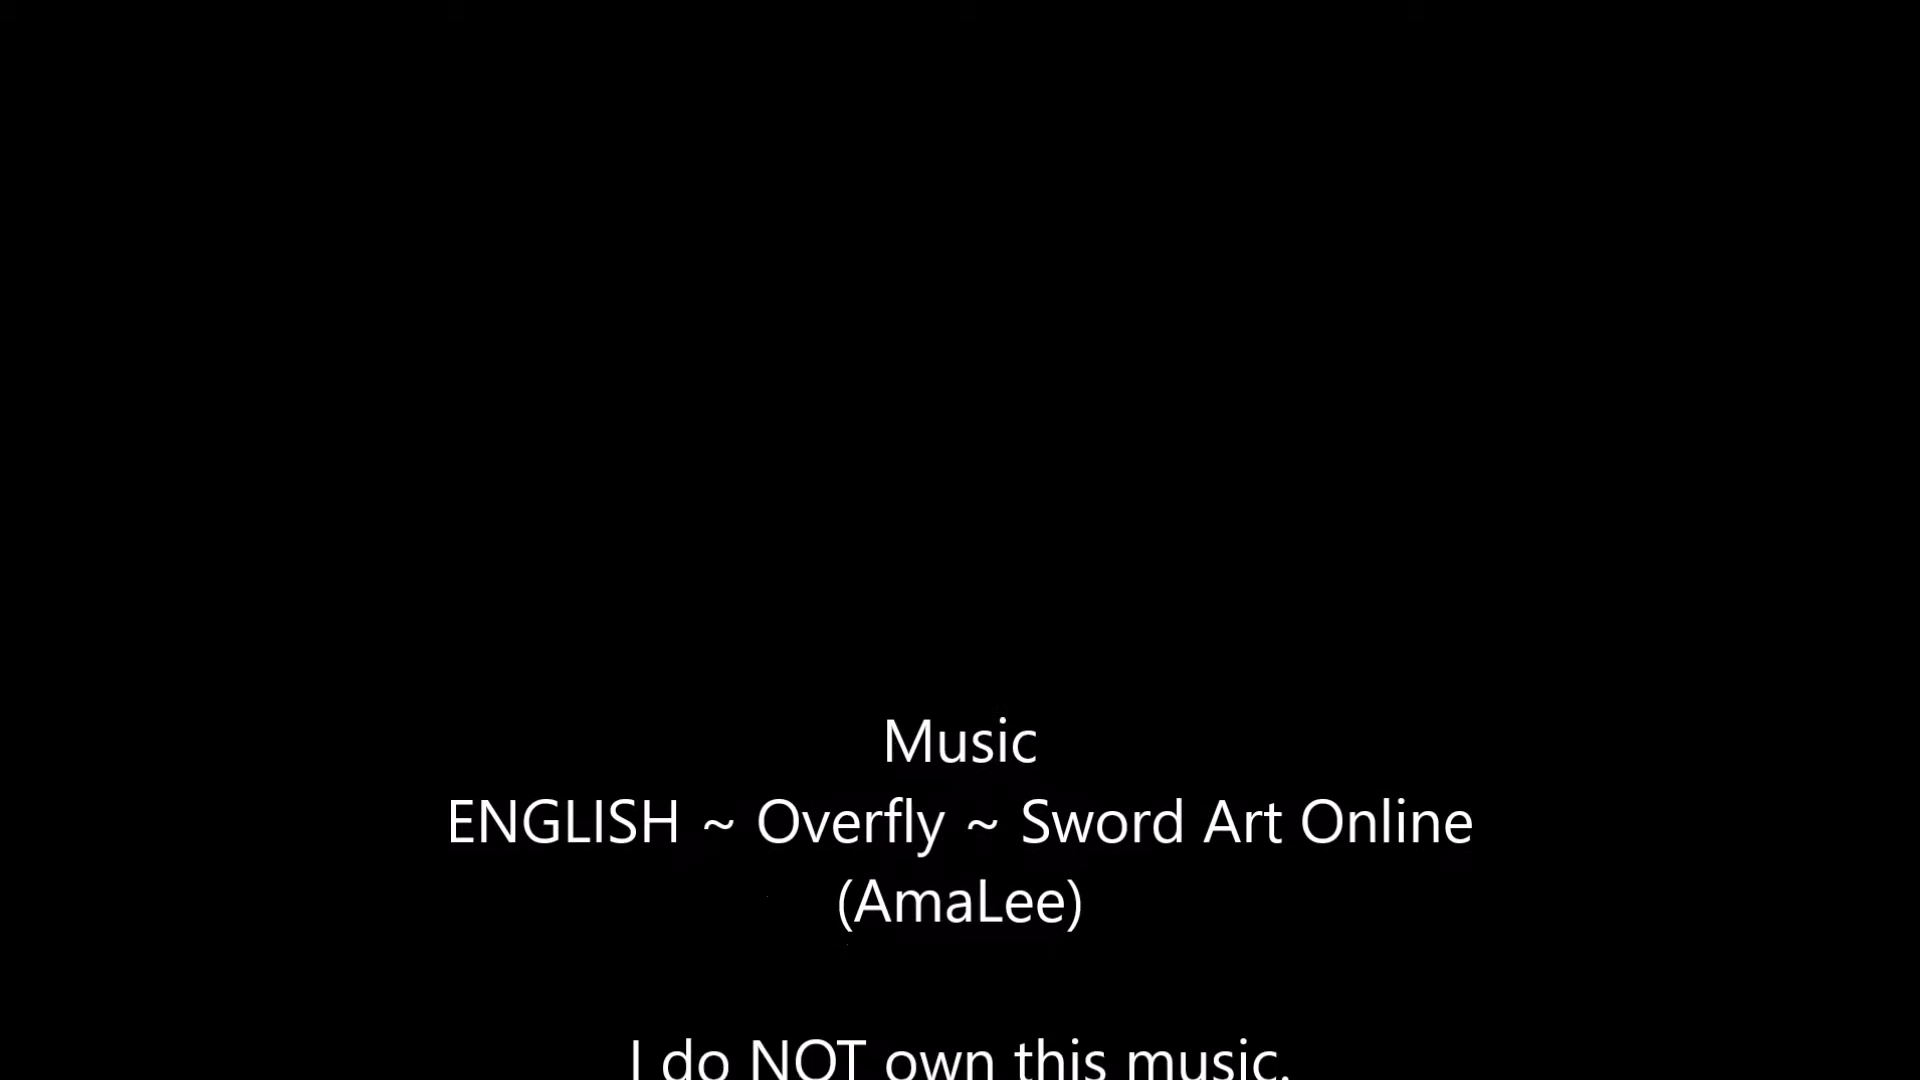 Music
ENGLISH ~ Overfly ~ Sword Art Online
(AmaLee)
I do NOT own this music.